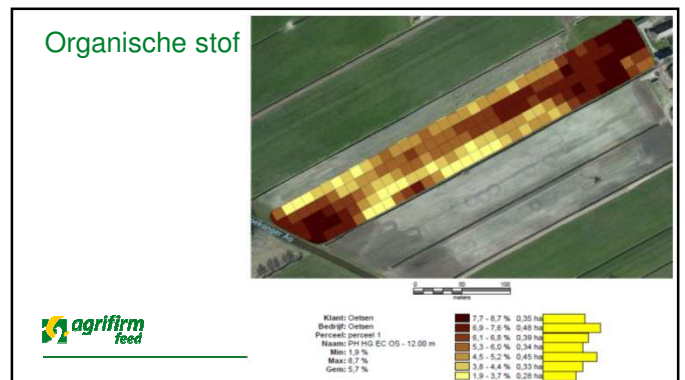 Organische stof
0 50 100
meters
agrifirm
feed
Klant: Oetsen
Bedrijf: Oetsen
Perceel: perceel 1
Naam: PH HG EC OS - 12.00 m
Min: 1,9 %
Max: 8,7 %
Gem: 5,7 %
7,7 - 8,7 % 0,35 ha
6,9 - 7,6 % 0,48 ha
6,1 - 6,8 % 0,39 ha
5,3 - 6,0 % 0,34 ha
4,5 - 5,2 % 0,45 ha
3,8 - 4,4 % 0,33 ha
1,9 - 3,7 % 0,28 ha